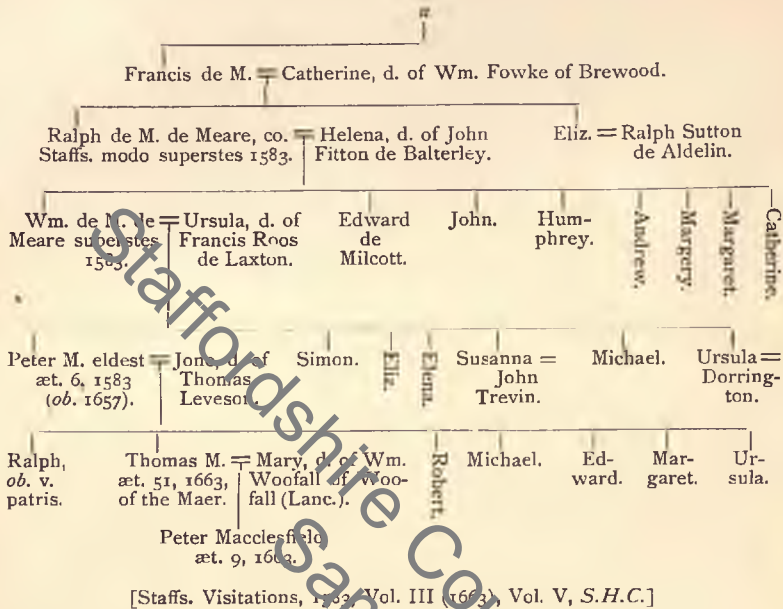 Francis de M. = Catherine, d. of Wm. Fowke of Brewood.
Ralph de M. de Meare, co. = Helena, d. of John
Staffs. modo superstes 1583. Fitton de Balterley.
Eliz. = Ralph Sutton
de Aldelin.
Wm. de M. de = Ursula, d. of
Meare superstes Francis Roos
1583. de Laxton.
Edward
de
Milcott.
John.
Hum-
phrey.
Andrew.
Margery.
Margaret.
Catherine.
Peter M. eldest = Jone, d. of
æt. 6, 1583 Thomas
(ob. 1657). Leveson.
Simon.
Eliz.
Elena.
Susanna =
John
Trevin.
Michael.
Ursula =
Dorring-
ton.
Ralph,
ob. v.
patris.
Thomas M. = Mary, d. of Wm.
æt. 51, 1663, Woofall of Woo-
of the Maer. fall (Lanc.).
Robert.
Michael.
Ed-
ward.
Mar-
garet.
Ur-
sula.
Peter Macclesfield
æt. 9, 1663.
[Staffs. Visitations, 1583, Vol. III (1663), Vol. V, S.H.C.]
Staffordshire